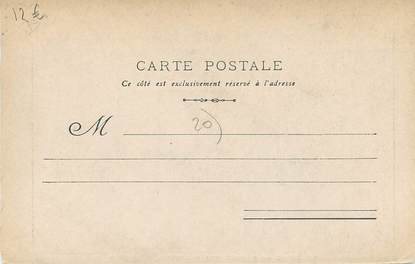 12 €
CARTE POSTALE
Ce côté est exclusivement réservé à l'adresse
M
20)